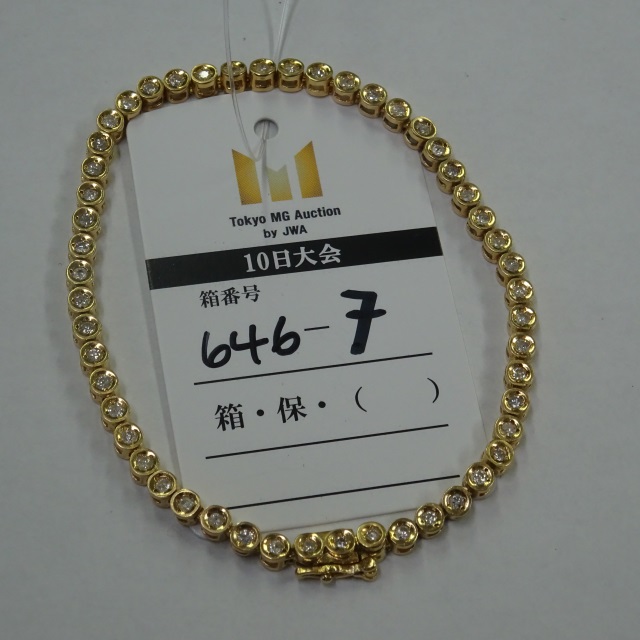 Tokyo MG Auction
by JWA
10日大会
箱番号
646-7
箱・保・（　　）